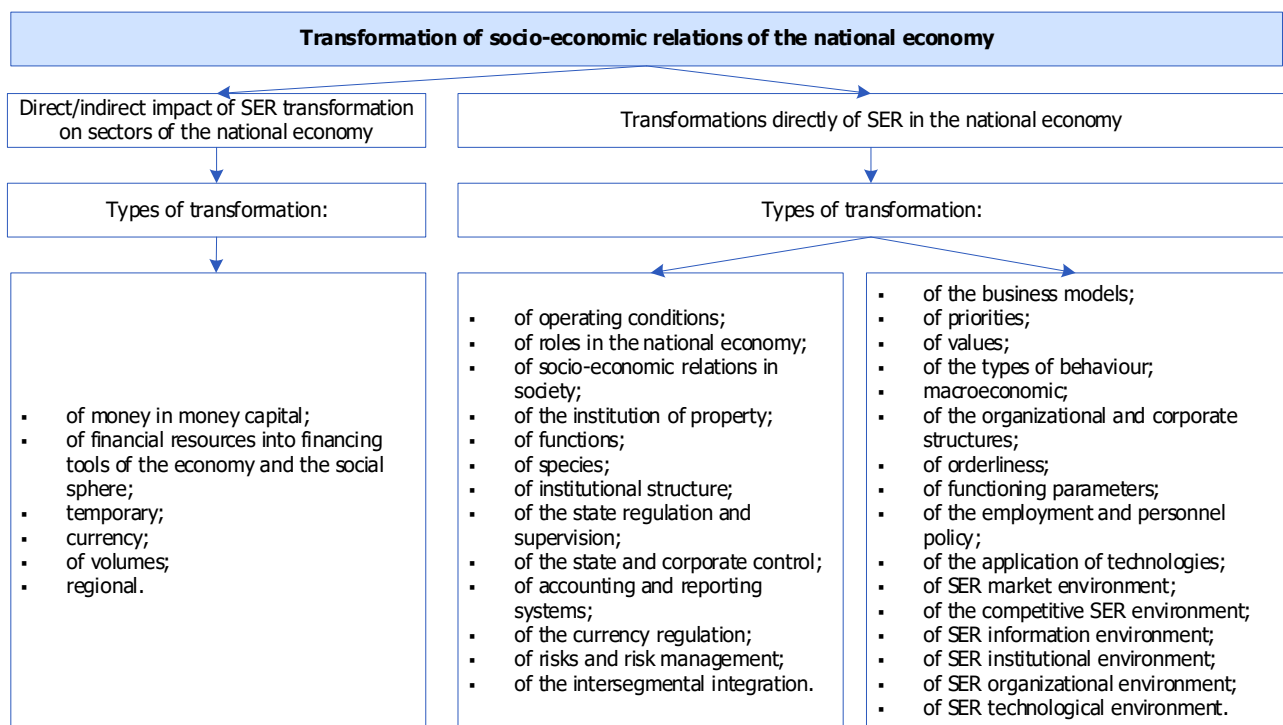 Transformation of socio-economic relations of the national economy
Direct/indirect impact of SER transformation
on sectors of the national economy
Transformations directly of SER in the national economy
Types of transformation:
Types of transformation:
▪ of money in money capital;
▪ of financial resources into financing
tools of the economy and the social
sphere;
▪ temporary;
▪ currency;
▪ of volumes;
▪ regional.
▪ of operating conditions;
▪ of roles in the national economy;
▪ of socio-economic relations in
society;
▪ of the institution of property;
▪ of functions;
▪ of species;
▪ of institutional structure;
▪ of the state regulation and
supervision;
▪ of the state and corporate control;
▪ of accounting and reporting
systems;
▪ of the currency regulation;
▪ of risks and risk management;
▪ of the intersegmental integration.
▪ of the business models;
▪ of priorities;
▪ of values;
▪ of the types of behaviour;
▪ macroeconomic;
▪ of the organizational and corporate
structures;
▪ of orderliness;
▪ of functioning parameters;
▪ of the employment and personnel
policy;
▪ of the application of technologies;
▪ of SER market environment;
▪ of the competitive SER environment;
▪ of SER information environment;
▪ of SER institutional environment;
▪ of SER organizational environment;
▪ of SER technological environment.